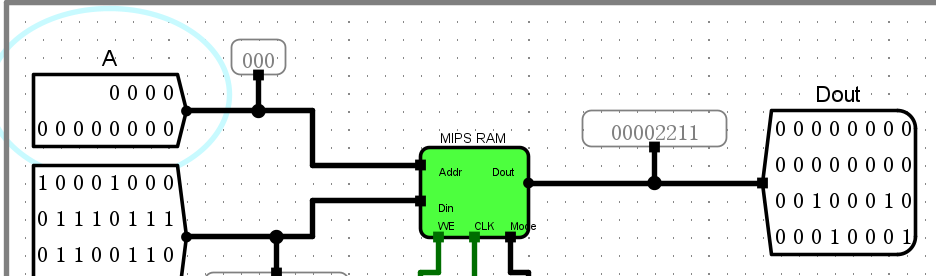 A
000
0 0 0 0
0 0 0 0 0 0 0 0
MIPS RAM
Addr
Dout
Din
WE
CLK
Mode
00002211
Dout
0 0 0 0 0 0 0 0
0 0 0 0 0 0 0 0
0 0 1 0 0 0 1 0
0 0 0 1 0 0 0 1
1 0 0 0 1 0 0 0
0 1 1 1 0 1 1 1
0 1 1 0 0 1 1 0